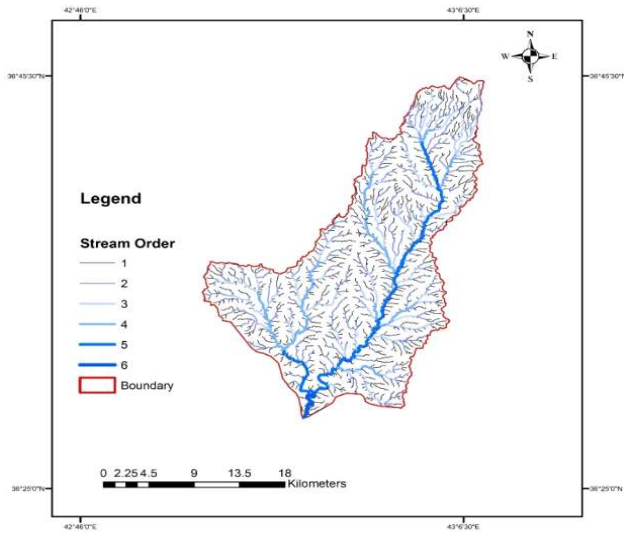 42°46'0"E
43°6'30"E
N
W E
S
36°45'30"N
36°45'30"N
Legend
Stream Order
1
2
3
4
5
6
Boundary
0 2.25 4.5 9 13.5 18
Kilometers
36°25'0"N
36°25'0"N
42°46'0"E
43°6'30"E